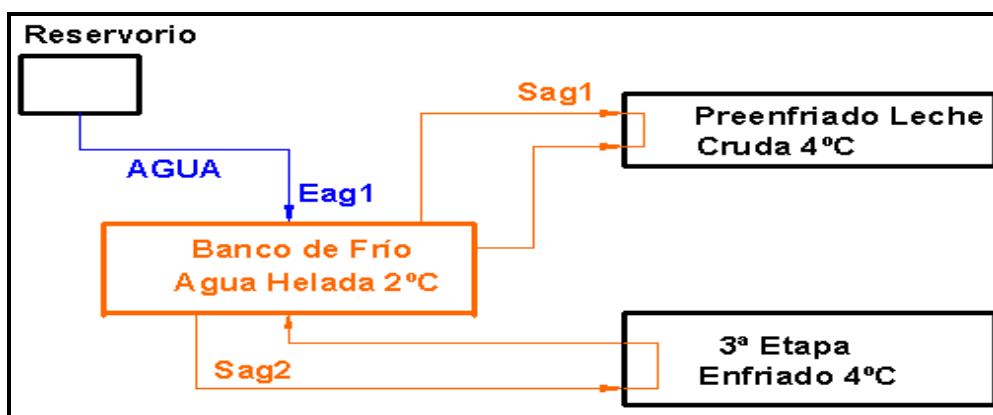 Reservorio
Sag1
Preenfriado Leche
Cruda 4ºC
AGUA
Eag1
Banco de Frío
Agua Helada 2ºC
3ª Etapa
Enfriado 4ºC
Sag2